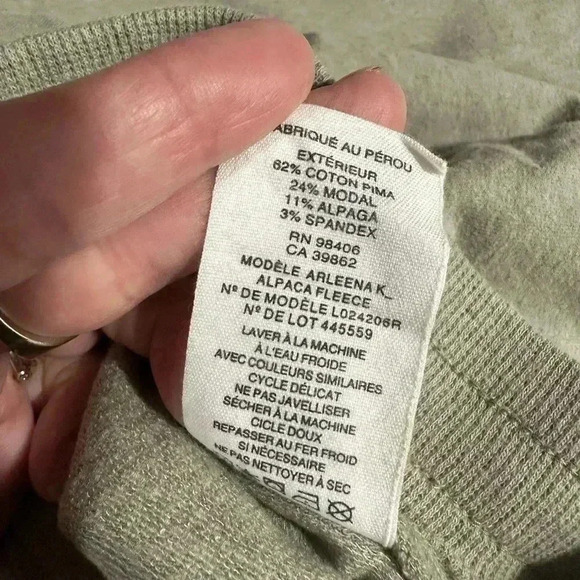 ABRIQUÉ AU PÉROU
EXTÉRIEUR
62% COTON PIMA
24% MODAL
11% ALPAGA
3% SPANDEX
RN 98406
CA 39862
MODÈLE ARLEENA K_
ALPACA FLEECE
Nº DE MODÈLE L024206R
Nº DE LOT 445559
LAVER À LA MACHINE
À L'EAU FROIDE
AVEC COULEURS SIMILAIRES
CYCLE DÉLICAT
NE PAS JAVELLISER
SÉCHER À LA MACHINE
CICLE DOUX
REPASSER AU FER FROID
SI NÉCESSAIRE
NE PAS NETTOYER À SEC